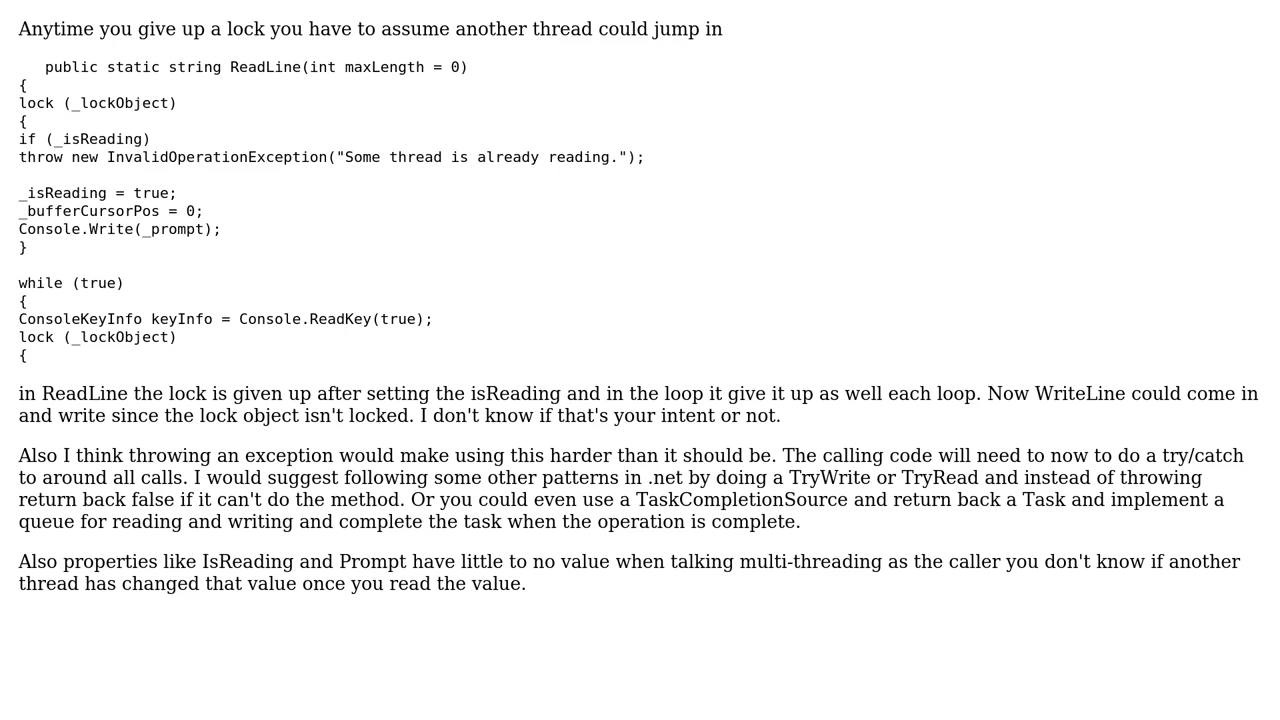 Anytime you give up a lock you have to assume another thread could jump in
public static string ReadLine(int maxLength = 0)
{
lock (_lockObject)
{
if (_isReading)
throw new InvalidOperationException("Some thread is already reading.");
_isReading = true;
_bufferCursorPos = 0;
Console.Write(_prompt);
}
while (true)
{
ConsoleKeyInfo keyInfo = Console.ReadKey(true);
lock (_lockObject)
{
in ReadLine the lock is given up after setting the isReading and in the loop it give it up as well each loop. Now WriteLine could come in
and write since the lock object isn't locked. I don't know if that's your intent or not.
Also I think throwing an exception would make using this harder than it should be. The calling code will need to now to do a try/catch
to around all calls. I would suggest following some other patterns in .net by doing a TryWrite or TryRead and instead of throwing
return back false if it can't do the method. Or you could even use a TaskCompletionSource and return back a Task and implement a
queue for reading and writing and complete the task when the operation is complete.
Also properties like IsReading and Prompt have little to no value when talking multi-threading as the caller you don't know if another
thread has changed that value once you read the value.